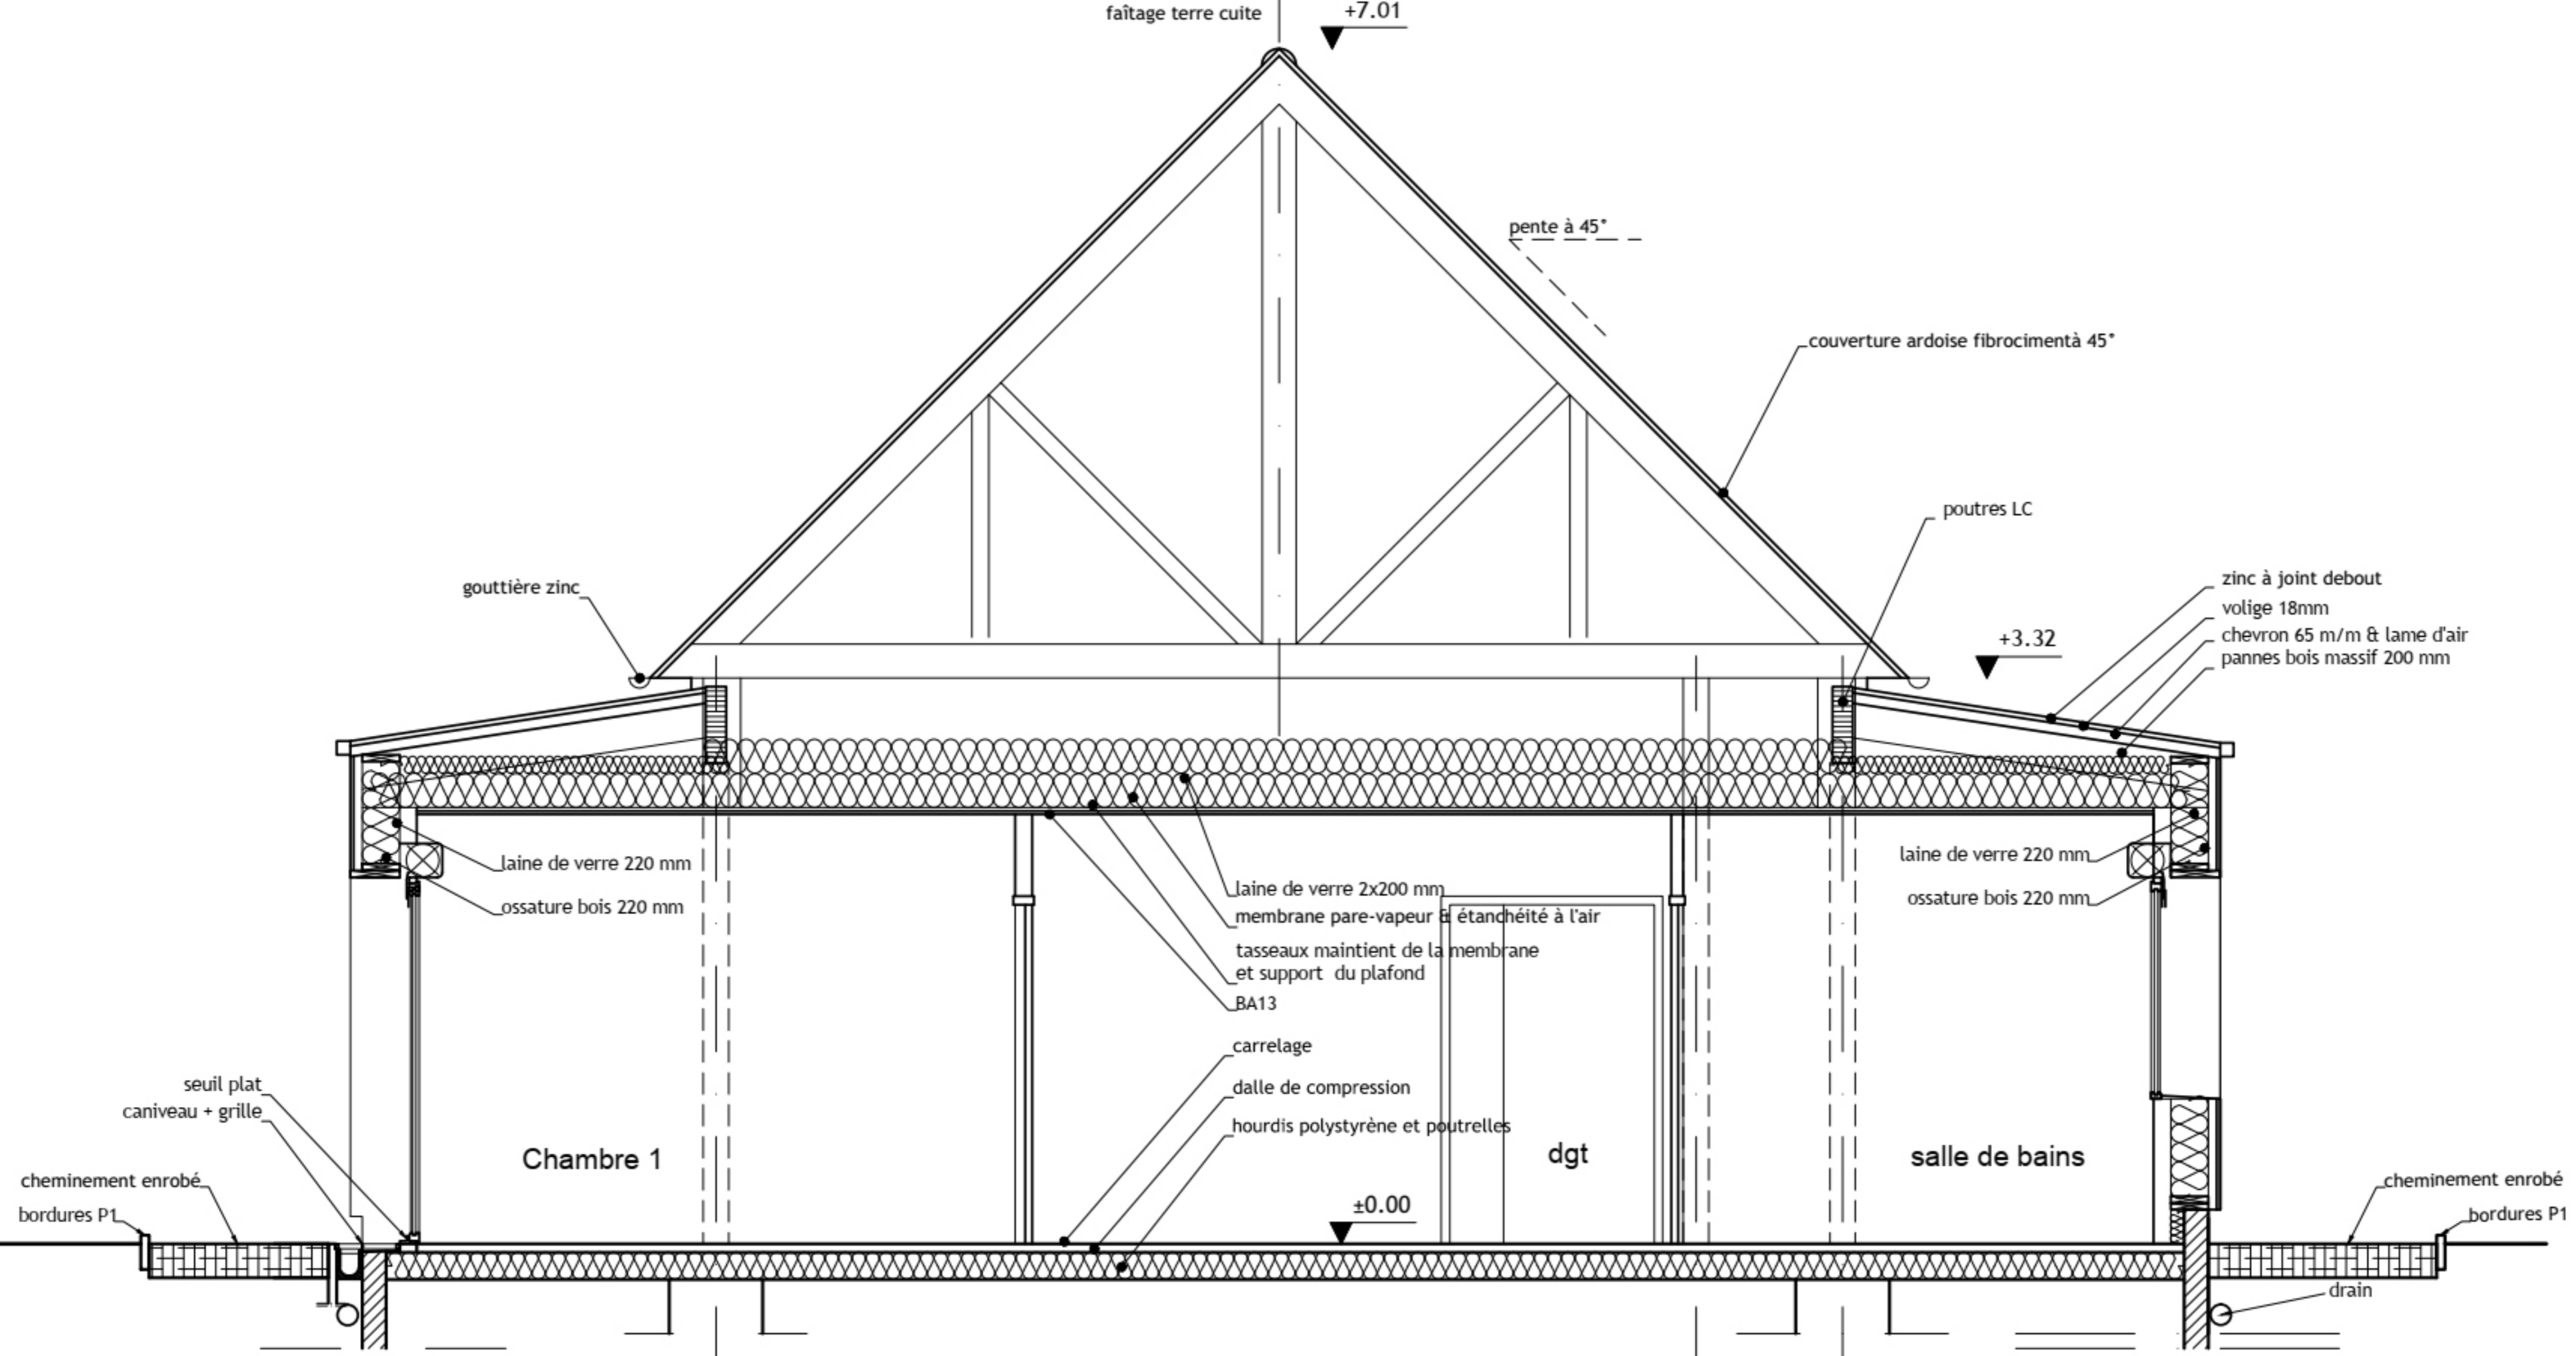 faîtage terre cuite
+7.01
pente à 45°
couverture ardoise fibrocimentà 45°
poutres LC
gouttière zinc
zinc à joint debout
volige 18mm
chevron 65 m/m & lame d'air
pannes bois massif 200 mm
+3.32
laine de verre 220 mm
ossature bois 220 mm
laine de verre 2x200 mm
membrane pare-vapeur & étanchéité à l'air
tasseaux maintient de la membrane
et support du plafond
BA13
laine de verre 220 mm
ossature bois 220 mm
carrelage
dalle de compression
hourdis polystyrène et poutrelles
seuil plat
caniveau + grille
Chambre 1
dgt
salle de bains
cheminement enrobé
bordures P1
±0.00
cheminement enrobé
bordures P1
drain